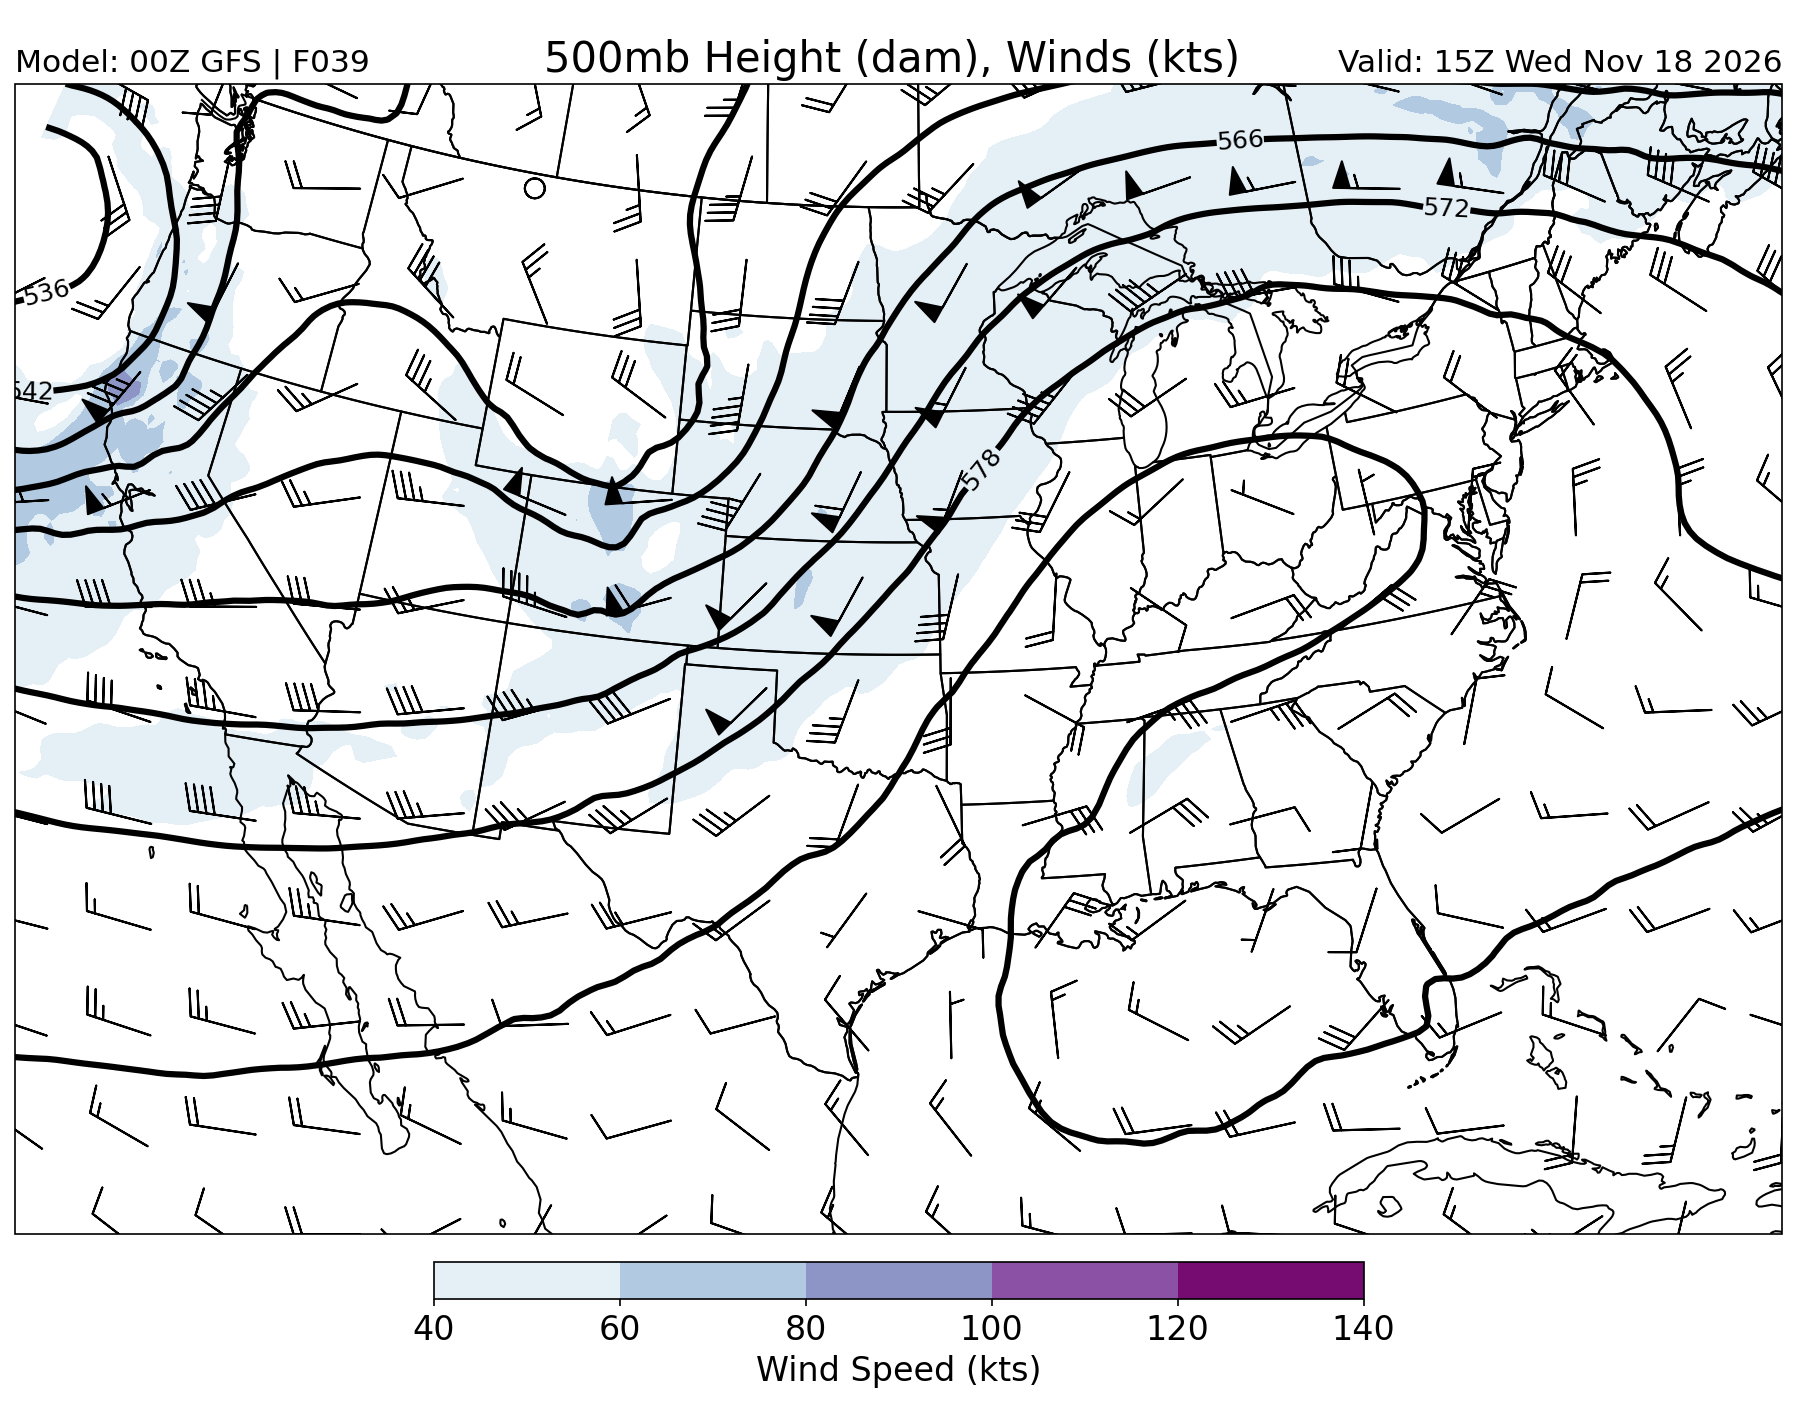 Model: 00Z GFS | F039
500mb Height (dam), Winds (kts)
Valid: 15Z Wed Nov 18 2026
566
572
536
542
578
40 60 80 100 120 140
Wind Speed (kts)